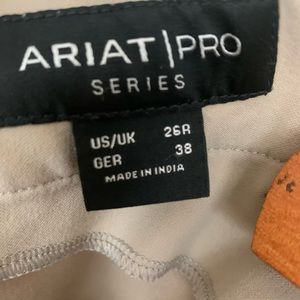 ARIAT | PRO
SERIES
US/UK 26R
GER 38
MADE IN INDIA